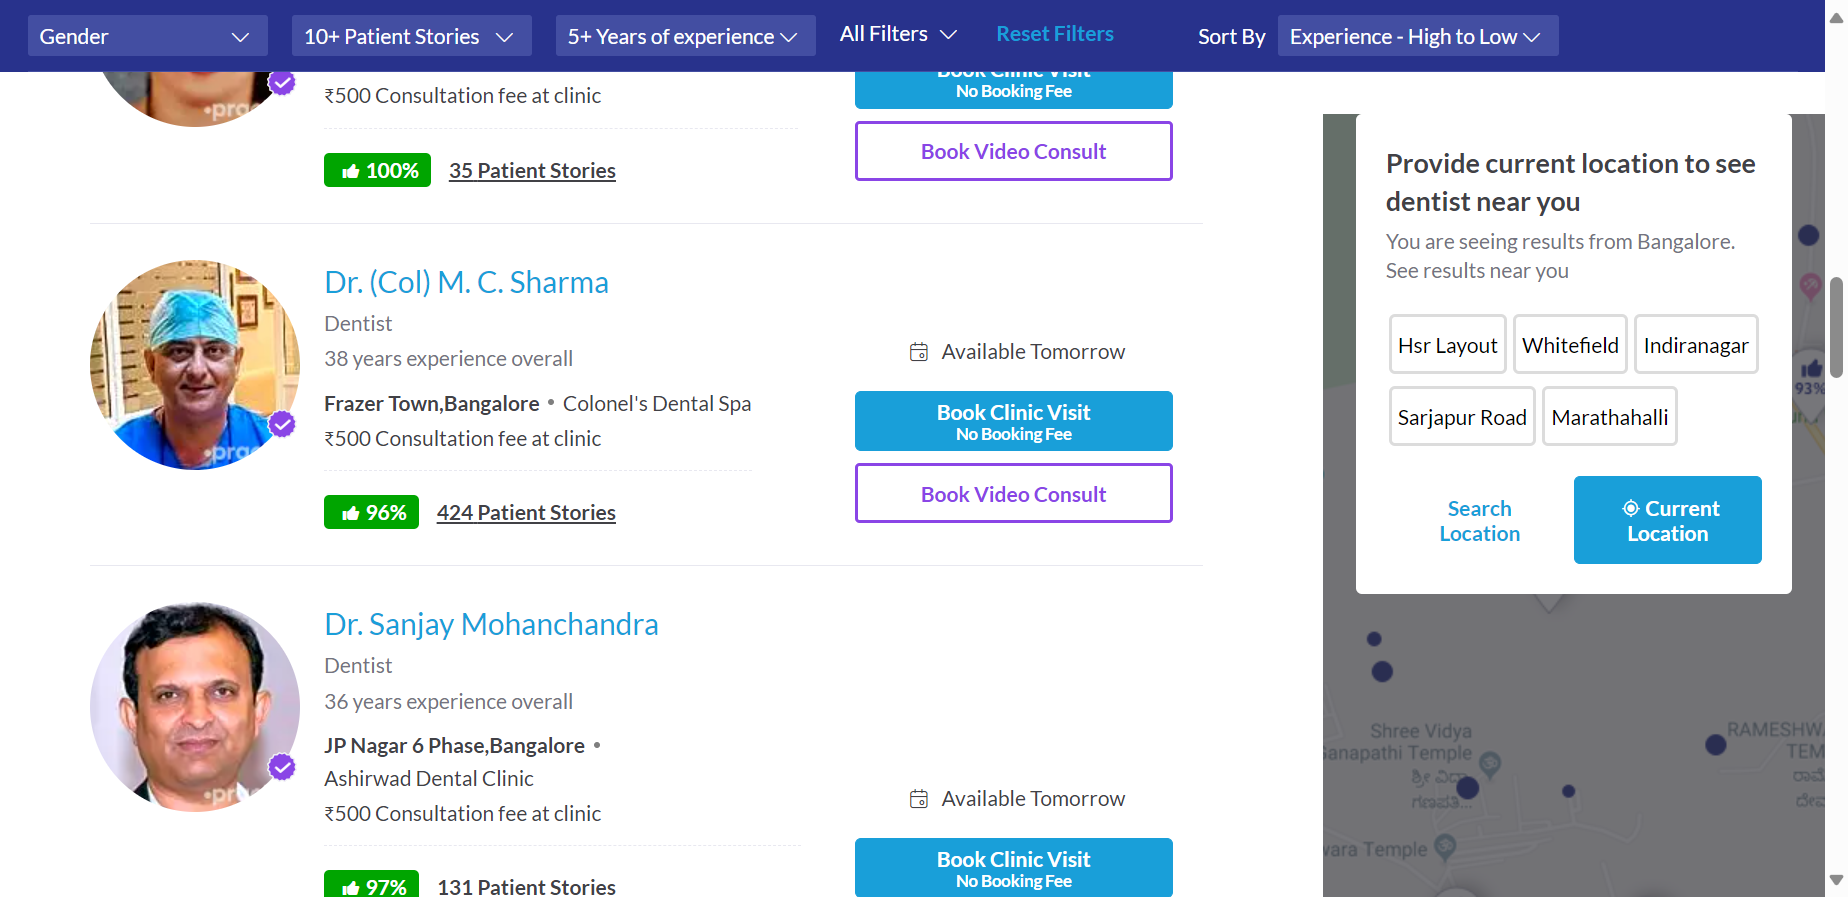 Gender
10+ Patient Stories
5+ Years of experience
All Filters
Reset Filters
Sort By
Experience - High to Low
₹500 Consultation fee at clinic
100%
35 Patient Stories
Book Clinic Visit
No Booking Fee
Book Video Consult
Dr. (Col) M. C. Sharma
Dentist
38 years experience overall
Frazer Town,Bangalore • Colonel's Dental Spa
₹500 Consultation fee at clinic
96%
424 Patient Stories
Available Tomorrow
Book Clinic Visit
No Booking Fee
Book Video Consult
Dr. Sanjay Mohanchandra
Dentist
36 years experience overall
JP Nagar 6 Phase,Bangalore •
Ashirwad Dental Clinic
₹500 Consultation fee at clinic
97%
131 Patient Stories
Available Tomorrow
Book Clinic Visit
No Booking Fee
Provide current location to see
dentist near you
You are seeing results from Bangalore.
See results near you
Hsr Layout
Whitefield
Indiranagar
Sarjapur Road
Marathahalli
Search
Location
Current
Location
93%
Shree Vidya
Ganapathi Temple
ಶ್ರೀ ವಿದ್ಯಾ
ಗಣಪತಿ...
Temple